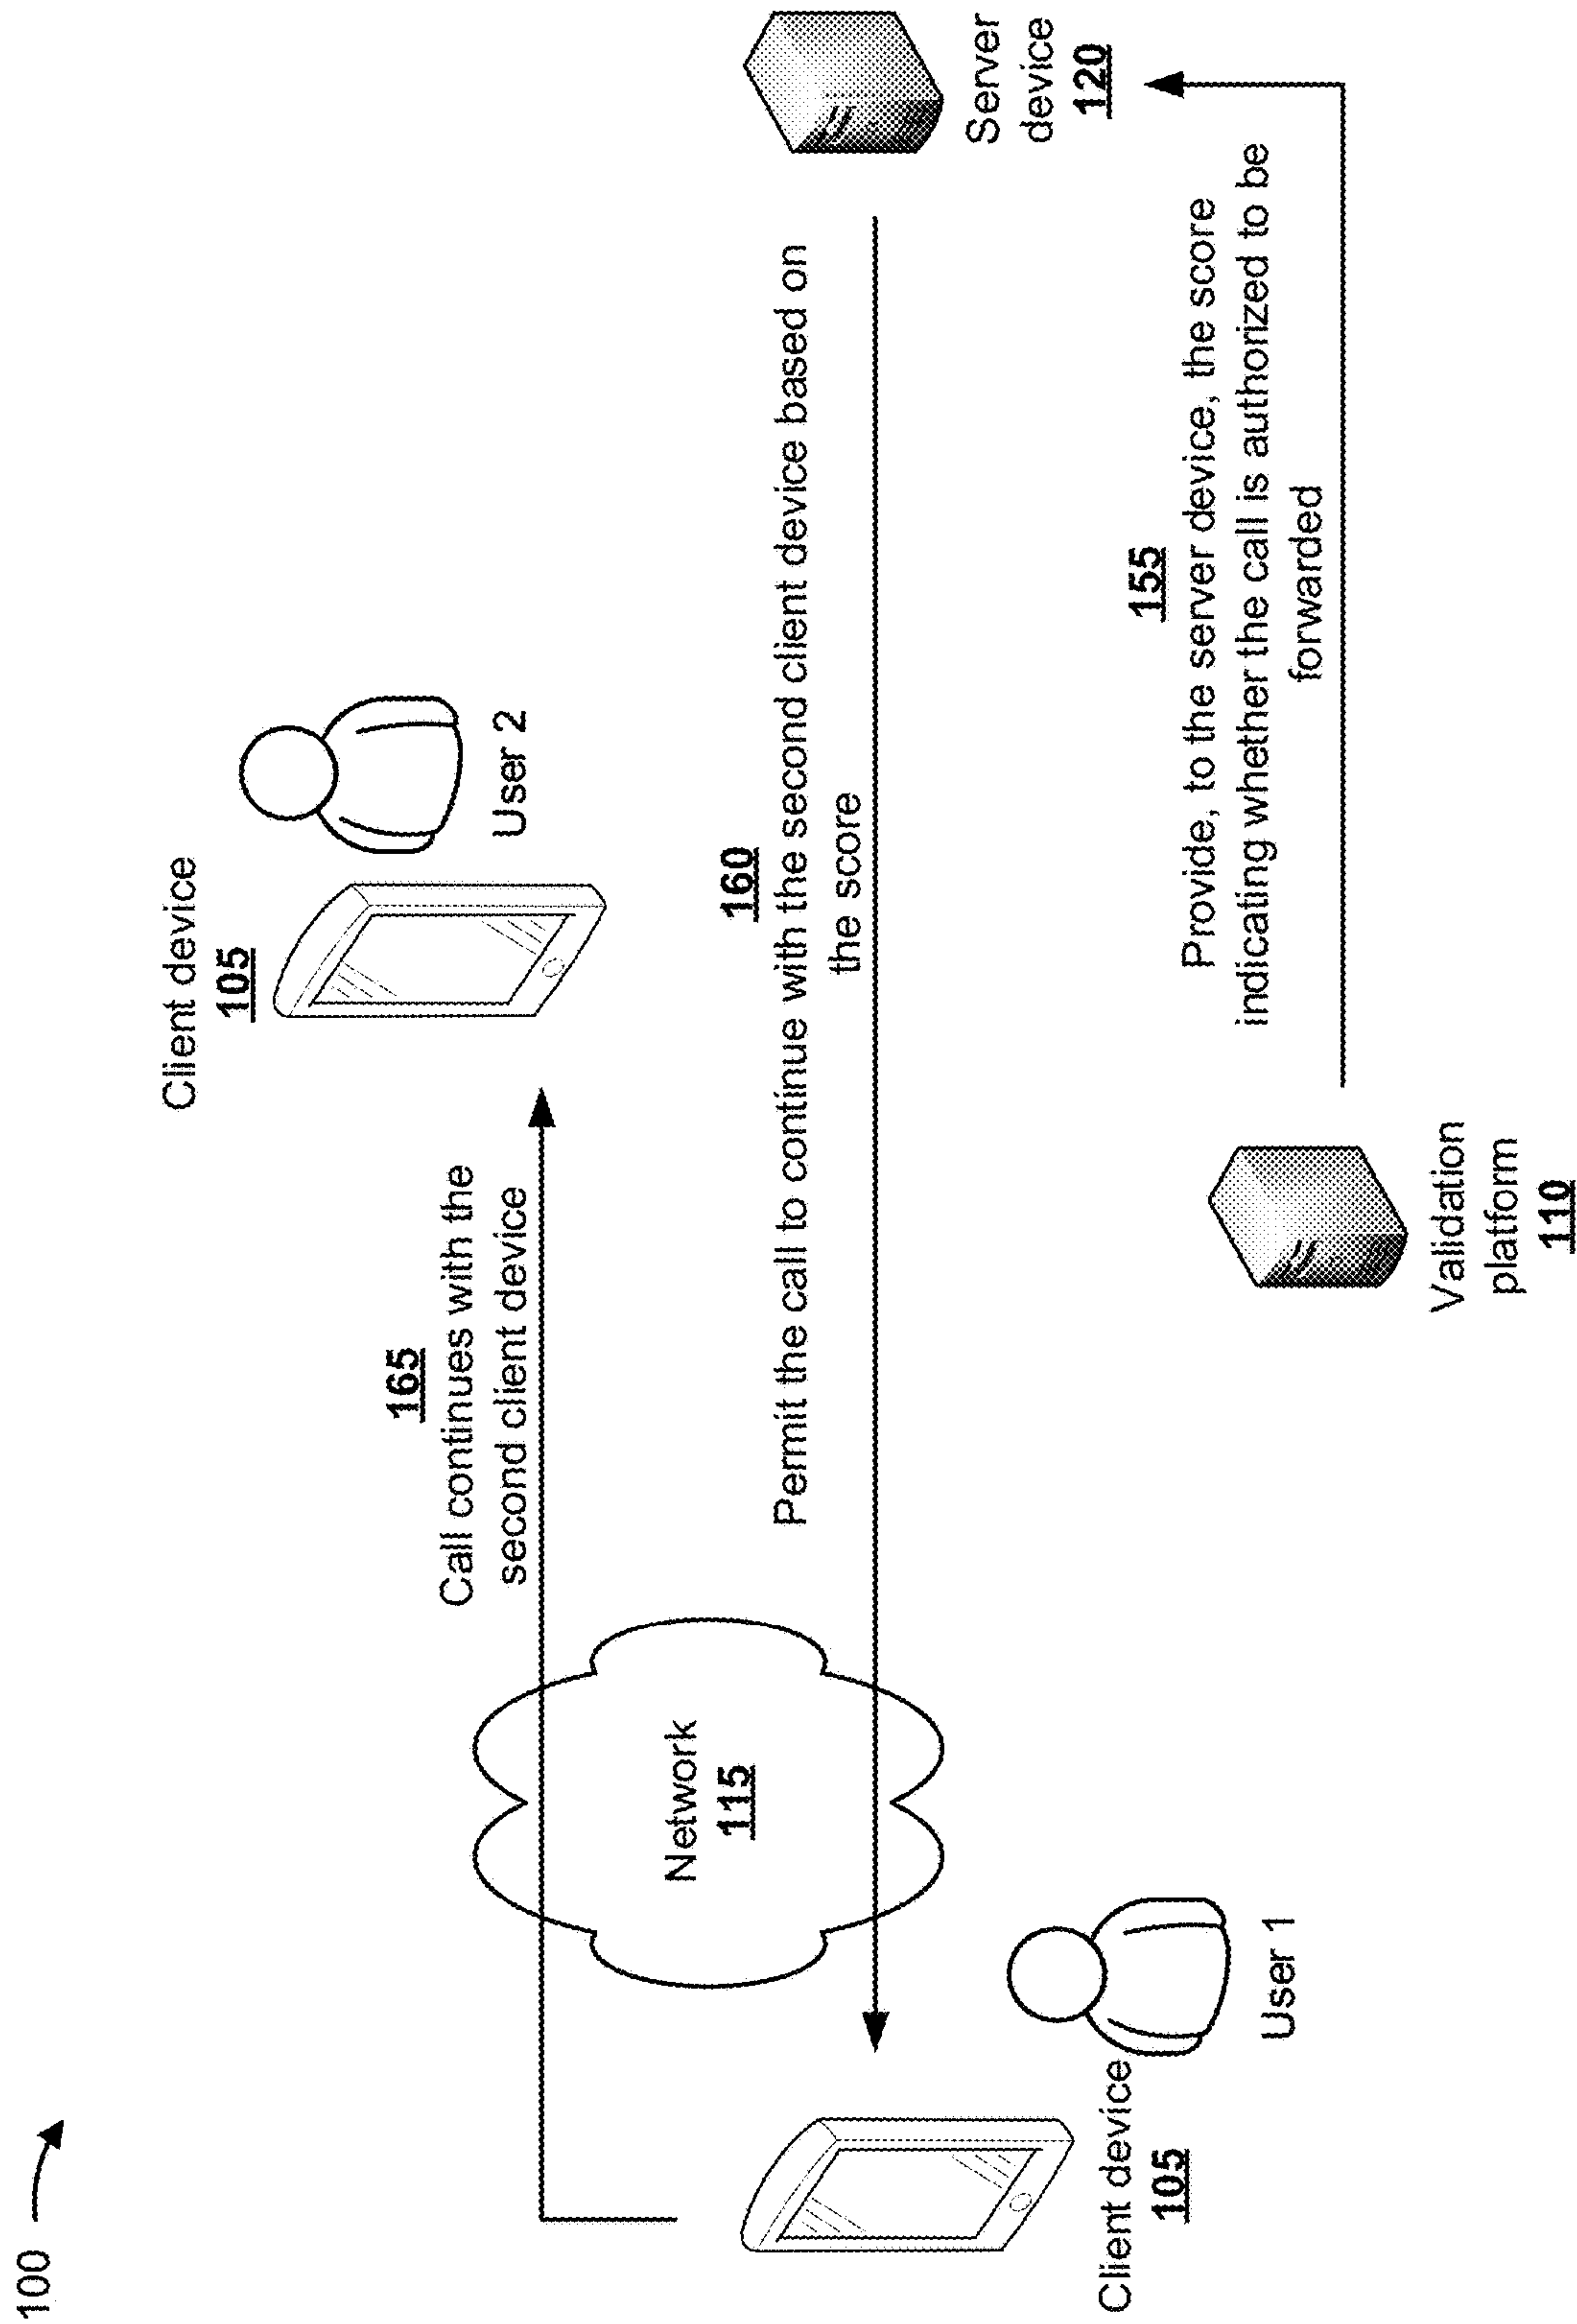 100
Client device
105
User 2
165
Call continues with the
second client device
Network
115
160
Permit the call to continue with the second client device based on
the score
Server
device
120
Client device
105
User 1
155
Provide, to the server device, the score
indicating whether the call is authorized to be
forwarded
Validation
platform
110